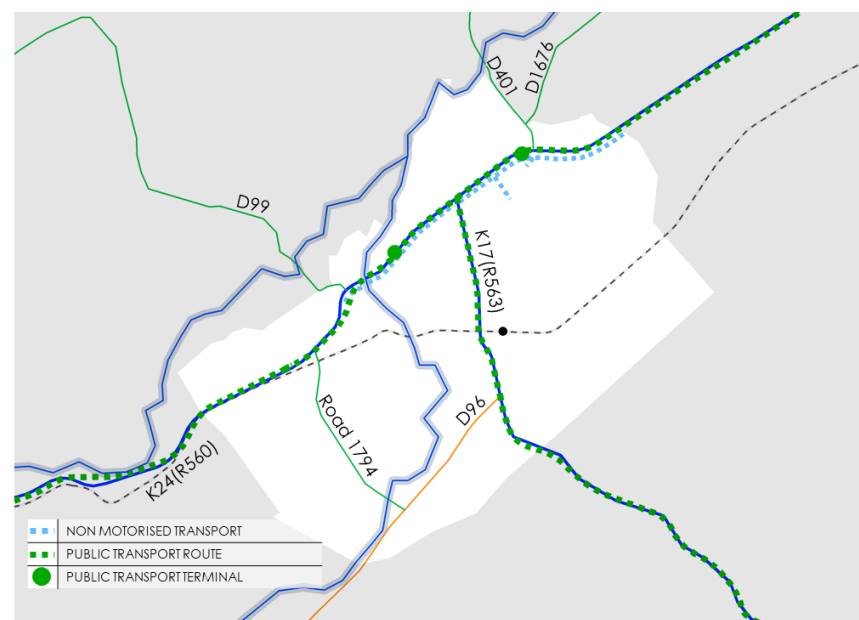 D401
D1676
D99
K17(R563)
D96
Road 1794
K24(R560)
NON MOTORISED TRANSPORT
PUBLIC TRANSPORT ROUTE
PUBLIC TRANSPORT TERMINAL